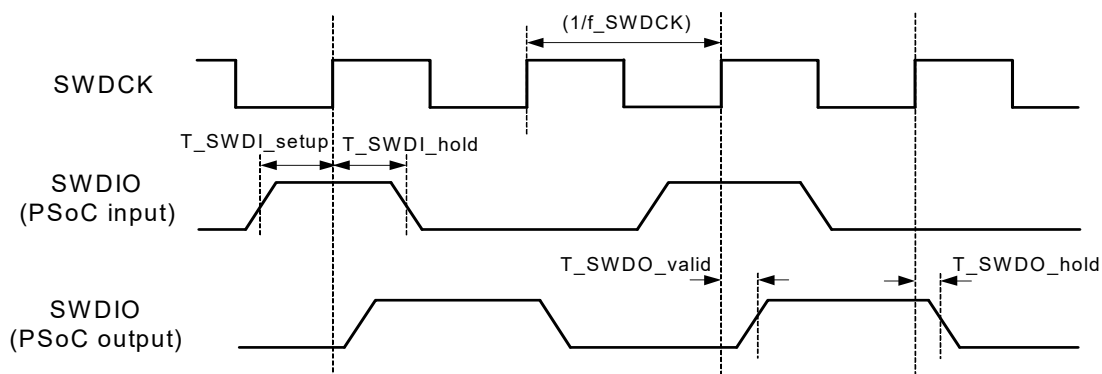 (1/f_SWDCK)
SWDCK
T_SWDI_setup
T_SWDI_hold
SWDIO
(PSoC input)
T_SWDO_valid
T_SWDO_hold
SWDIO
(PSoC output)